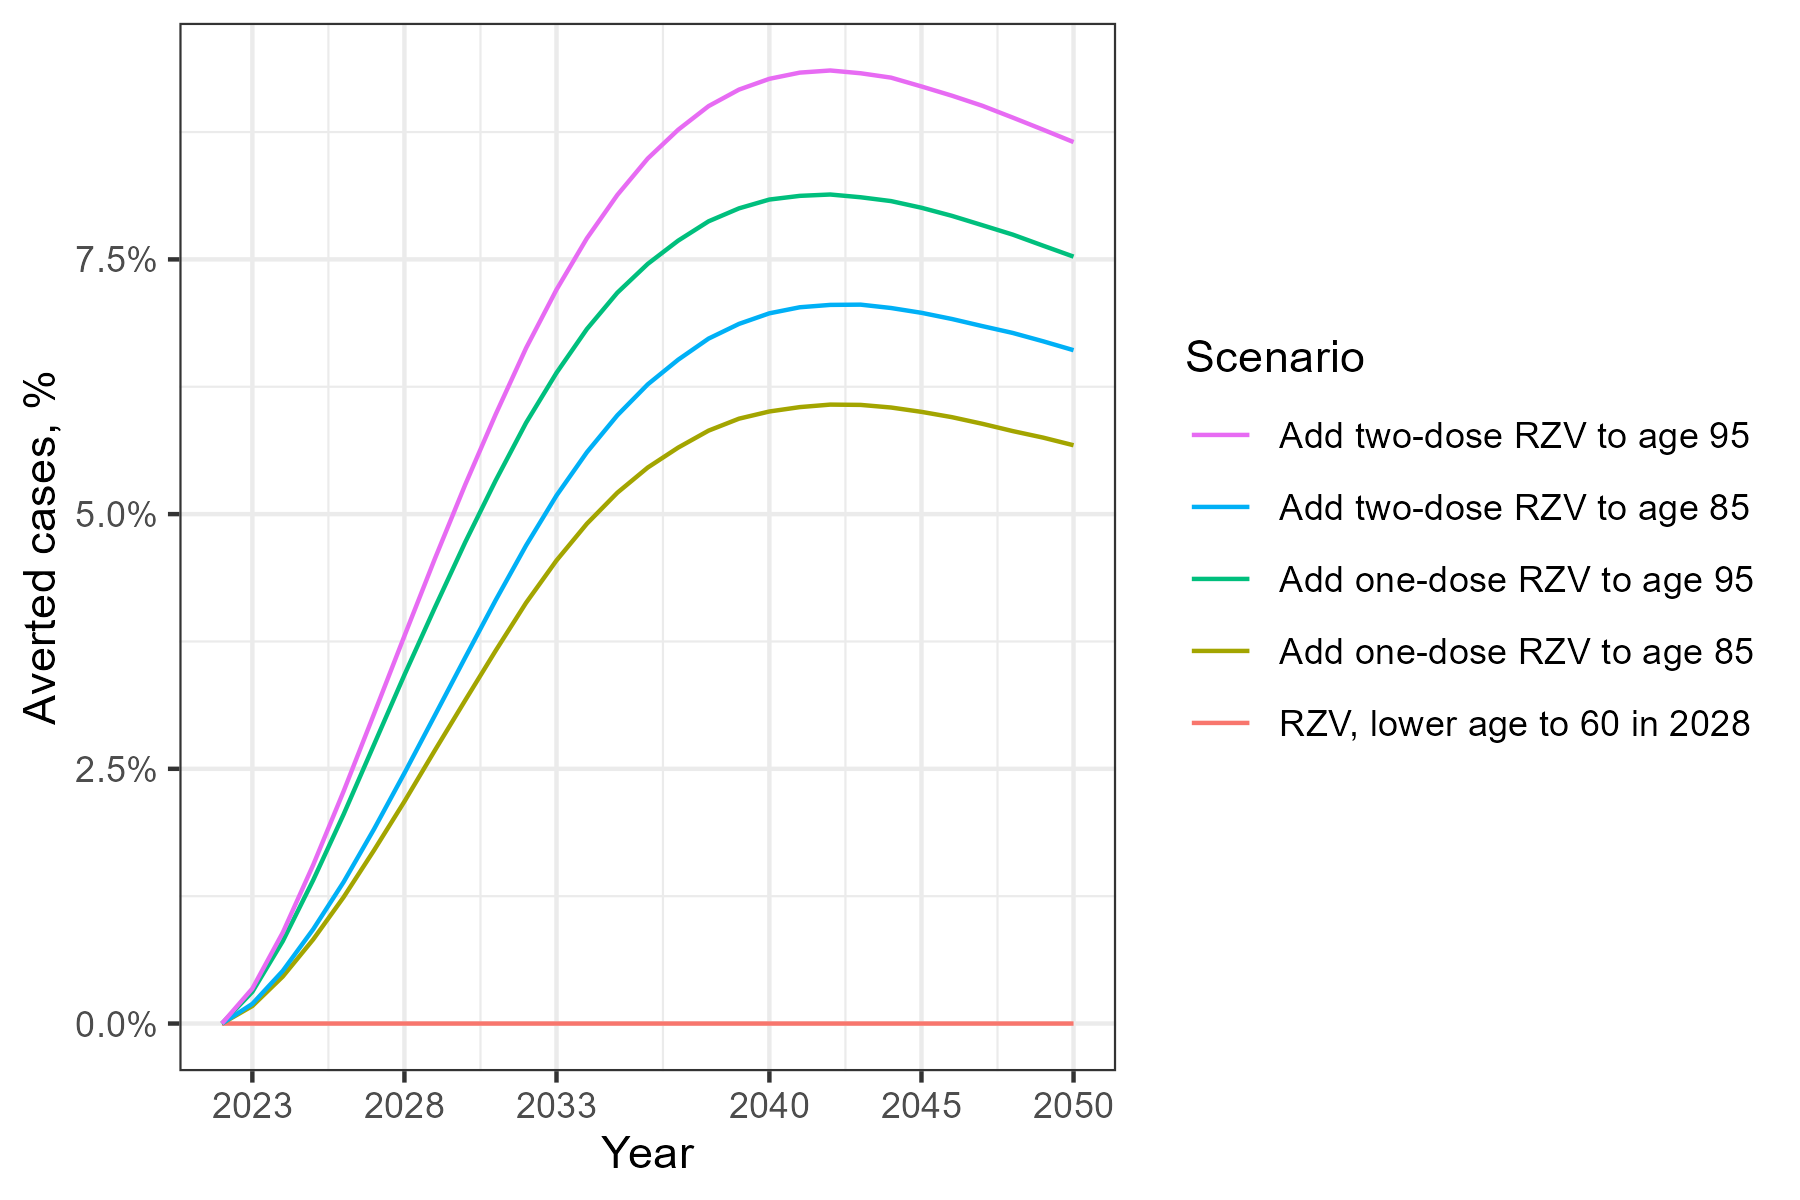 Averted cases, %
7.5%
5.0%
2.5%
0.0%
2023 2028 2033 2040 2045 2050
Year
Scenario
Add two-dose RZV to age 95
Add two-dose RZV to age 85
Add one-dose RZV to age 95
Add one-dose RZV to age 85
RZV, lower age to 60 in 2028